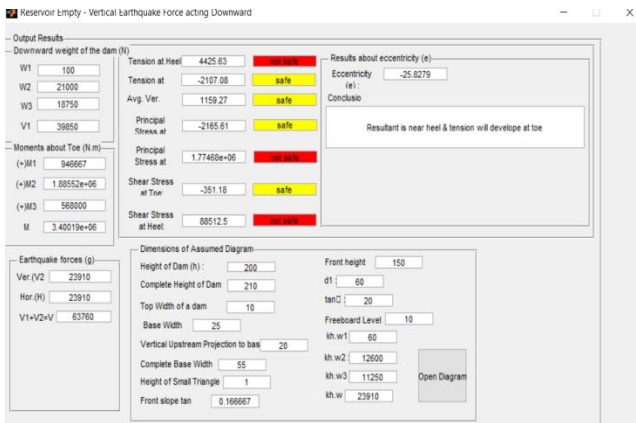 Reservoir Empty - Vertical Earthquake Force acting Downward
Output Results
Downward weight of the dam (N)
W1 100
W2 21000
W3 18750
V1 39850
Moments about Toe (N.m)
(+)M1 946667
(+)M2 1.88552e+06
(+)M3 568000
M 3.40019e+06
Earthquake forces (g)
Ver.(V2 23910
Hor.(H) 23910
V1+V2=V 63760
Tension at Heel 4425.63 not safe
Tension at -2107.08 safe
Avg. Ver. 1159.27 safe
Principal
Stress at -2165.61 safe
Principal
Stress at 1.77468e+06 not safe
Shear Stress
at Toe: -351.18 safe
Shear Stress
at Heel: 88512.5 not safe
Results about eccentricity (e)
Eccentricity
(e) : -25.8279
Conclusio
Resultant is near heel & tension will develope at toe
Dimensions of Assumed Diagram
Height of Dam (h) : 200
Complete Height of Dam 210
Top Width of a dam 10
Base Width 25
Vertical Upstream Projection to bas 20
Complete Base Width 55
Height of Small Triangle 1
Front slope tan 0.166667
Front height 150
d1 : 60
tan 20
Freeboard Level 10
kh.w1 60
kh.w2 : 12600
kh.w3 11250
kh.w 23910
Open Diagram